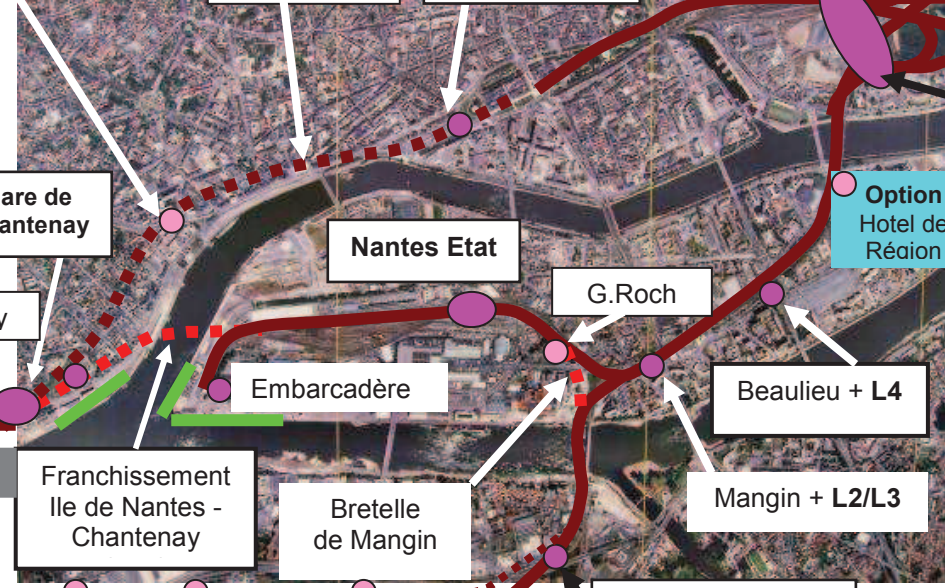 are de
antenay
y
Nantes Etat
G.Roch
Option
Hotel de
Région
Embarcadère
Beaulieu + L4
Franchissement
Ile de Nantes -
Chantenay
Bretelle
de Mangin
Mangin + L2/L3